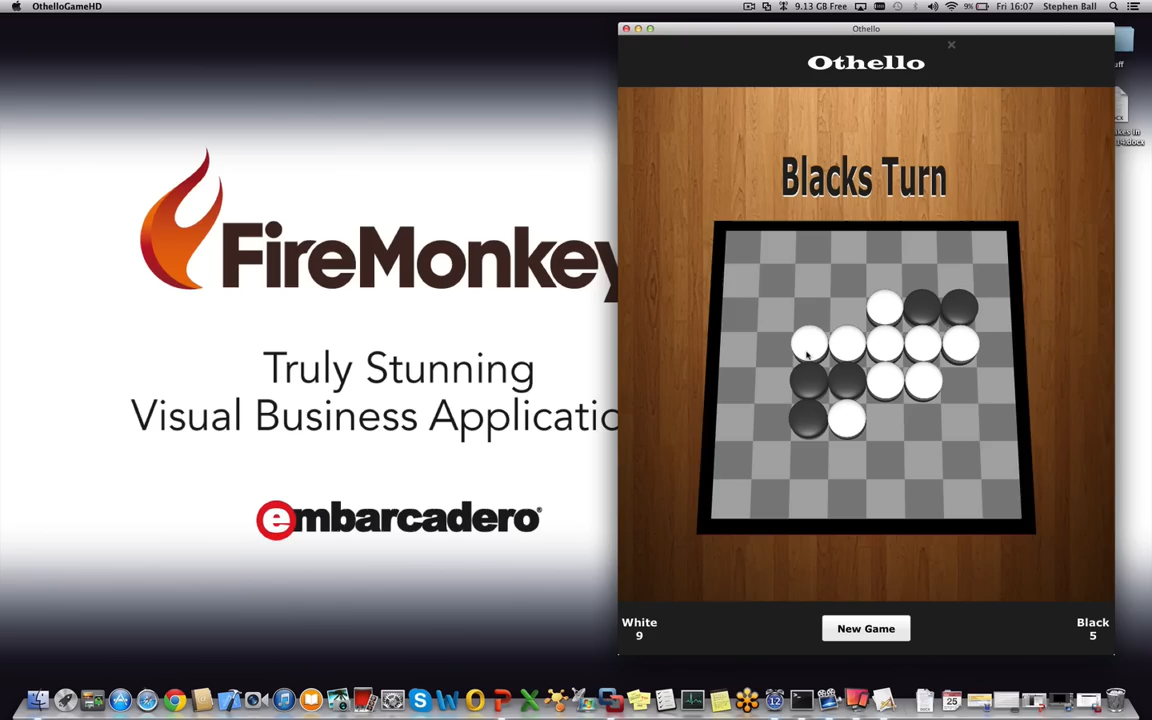 OthelloGameHD
9.13 GB Free
9%
Fri 16:07
Stephen Ball
Othello
Othello
Blacks Turn
FireMonkey
Truly Stunning
Visual Business Applicatio
embarcadero®
White
9
New Game
Black
5